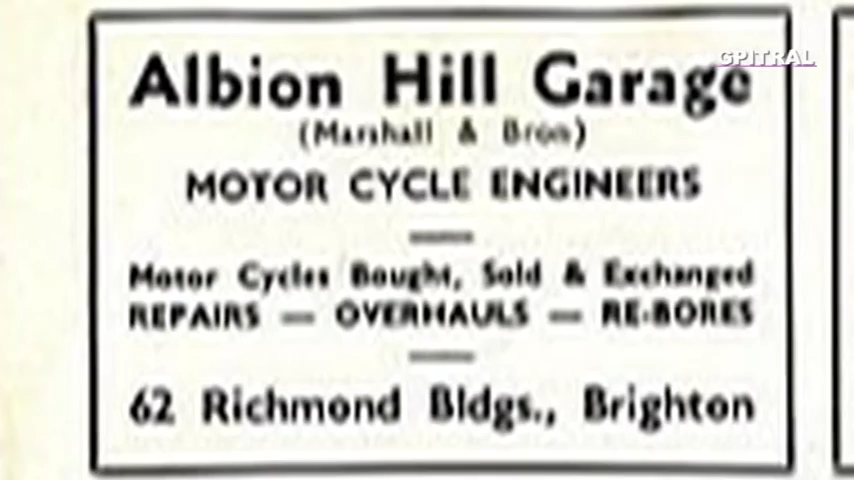 GPITRAL
Albion Hill Garage
(Marshall & Bron)
MOTOR CYCLE ENGINEERS
Motor Cycles Bought, Sold & Exchanged
REPAIRS — OVERHAULS — RE-BORES
62 Richmond Bldgs., Brighton